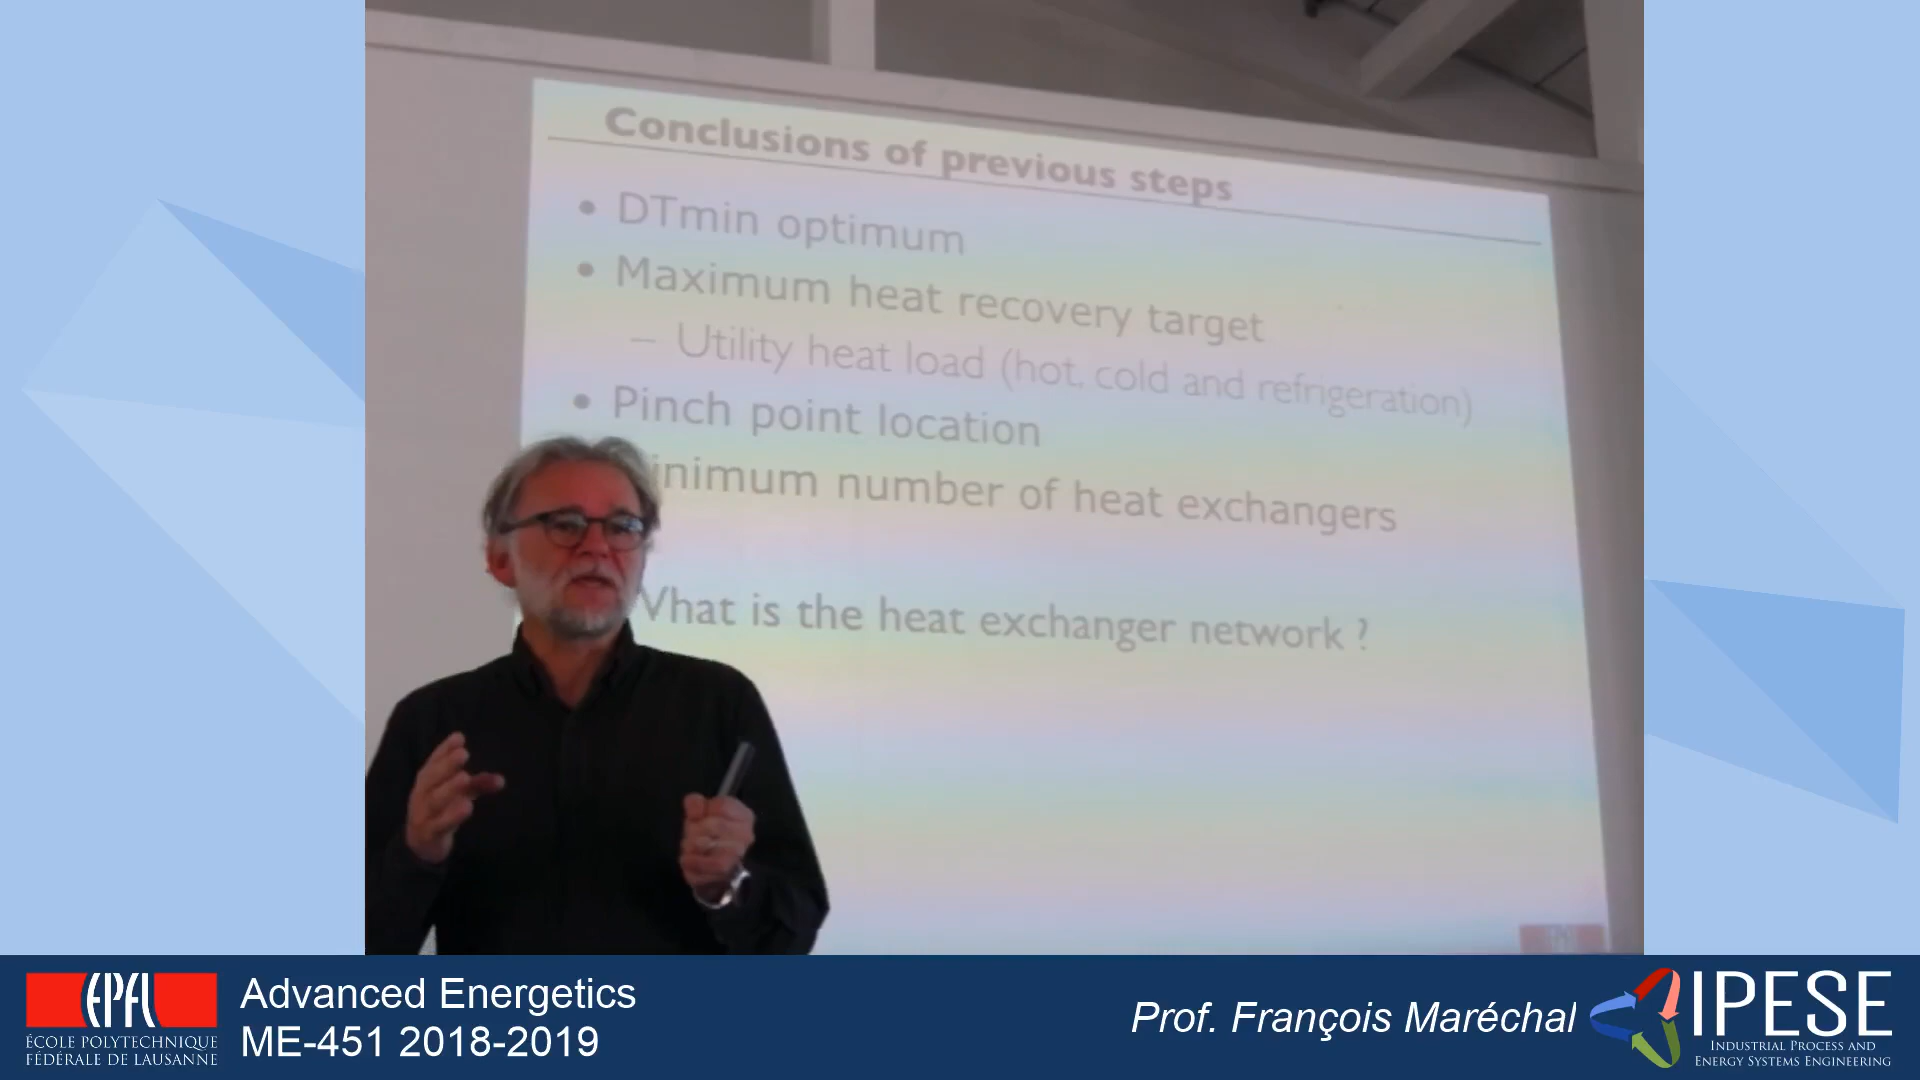 Conclusions of previous steps
• DTmin optimum
• Maximum heat recovery target
– Utility heat load (hot, cold and refrigeration)
• Pinch point location
inimum number of heat exchangers
What is the heat exchanger network ?
EPFL
ÉCOLE POLYTECHNIQUE
FÉDÉRALE DE LAUSANNE
Advanced Energetics
ME-451 2018-2019
Prof. François Maréchal
IPESE
INDUSTRIAL PROCESS AND
ENERGY SYSTEMS ENGINEERING